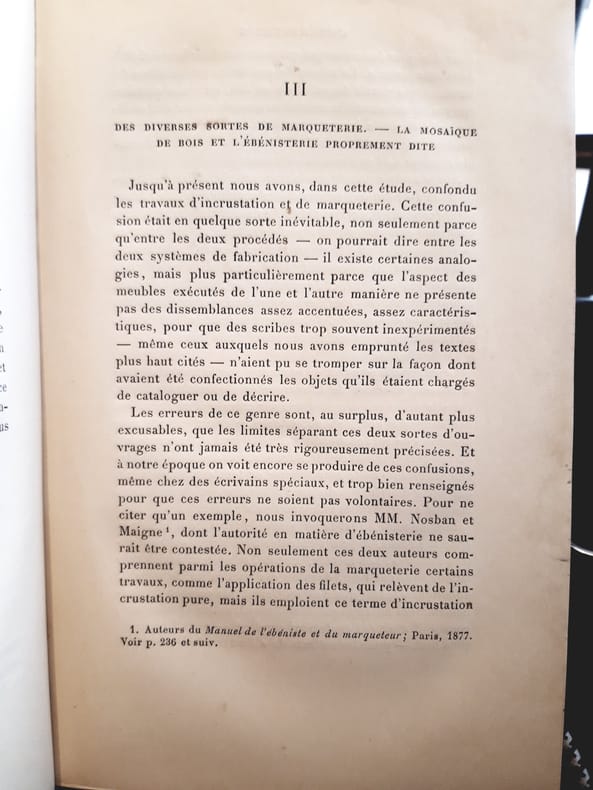 III
DES DIVERSES SORTES DE MARQUETERIE. — LA MOSAÏQUE
DE BOIS ET L'ÉBÉNISTERIE PROPREMENT DITE
Jusqu'à présent nous avons, dans cette étude, confondu
les travaux d'incrustation et de marqueterie. Cette confu-
sion était en quelque sorte inévitable, non seulement parce
qu'entre les deux procédés — on pourrait dire entre les
deux systèmes de fabrication — il existe certaines analo-
gies, mais plus particulièrement parce que l'aspect des
meubles exécutés de l'une et l'autre manière ne présente
pas des dissemblances assez accentuées, assez caractéris-
tiques, pour que des scribes trop souvent inexpérimentés
— même ceux auxquels nous avons emprunté les textes
plus haut cités — n'aient pu se tromper sur la façon dont
avaient été confectionnés les objets qu'ils étaient chargés
de cataloguer ou de décrire.
Les erreurs de ce genre sont, au surplus, d'autant plus
excusables, que les limites séparant ces deux sortes d'ou-
vrages n'ont jamais été très rigoureusement précisées. Et
à notre époque on voit encore se produire de ces confusions,
même chez des écrivains spéciaux, et trop bien renseignés
pour que ces erreurs ne soient pas volontaires. Pour ne
citer qu'un exemple, nous invoquerons MM. Nosban et
Maigne¹, dont l'autorité en matière d'ébénisterie ne sau-
rait être contestée. Non seulement ces deux auteurs com-
prennent parmi les opérations de la marqueterie certains
travaux, comme l'application des filets, qui relèvent de l'in-
crustation pure, mais ils emploient ce terme d'incrustation
1. Auteurs du Manuel de l'ébéniste et du marqueteur; Paris, 1877.
Voir p. 236 et suiv.